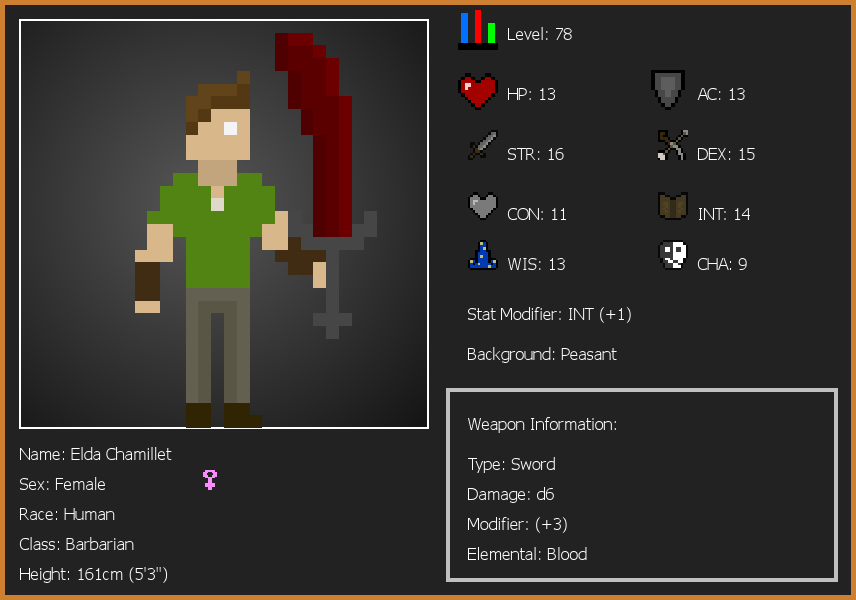 Level: 78
HP: 13
AC: 13
STR: 16
DEX: 15
CON: 11
INT: 14
WIS: 13
CHA: 9
Stat Modifier: INT (+1)
Background: Peasant
Weapon Information:
Type: Sword
Damage: d6
Modifier: (+3)
Elemental: Blood
Name: Elda Chamillet
Sex: Female
Race: Human
Class: Barbarian
Height: 161cm (5'3")